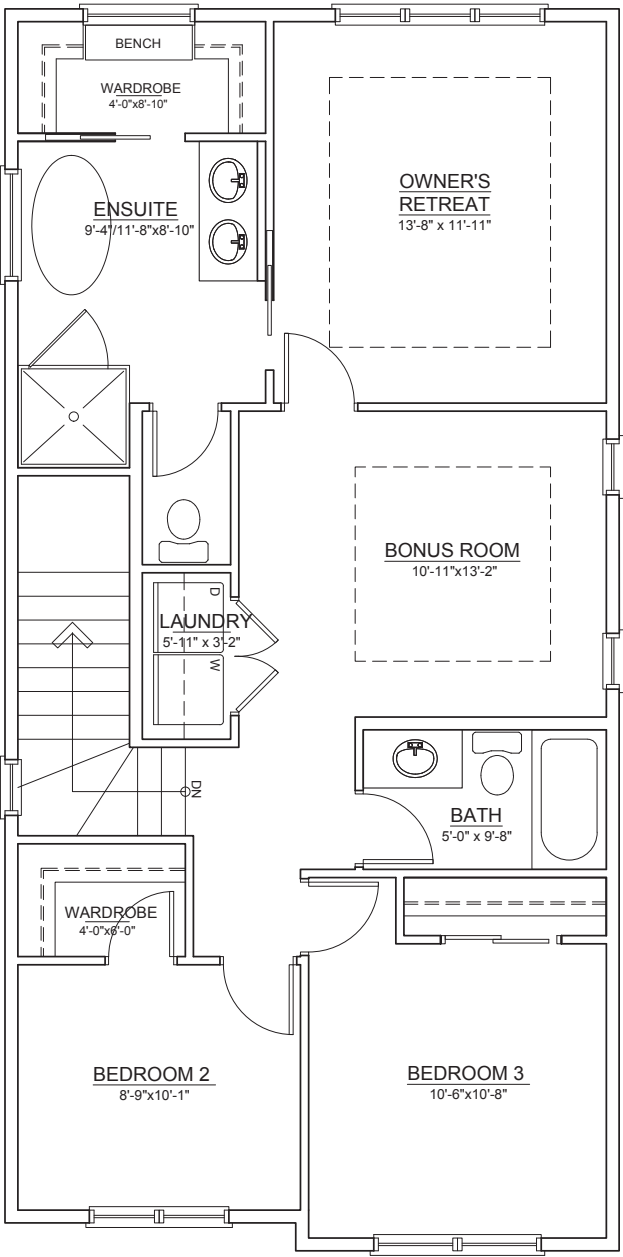 BENCH
WARDROBE
4'-0"x8'-10"
OWNER'S
RETREAT
13'-8" x 11'-11"
ENSUITE
9'-4"/11'-8"x8'-10"
BONUS ROOM
10'-11"x13'-2"
D
LAUNDRY
5'-11" x 3'-2"
W
DN
BATH
5'-0" x 9'-8"
WARDROBE
4'-0"x6'-0"
BEDROOM 2
8'-9"x10'-1"
BEDROOM 3
10'-6"x10'-8"